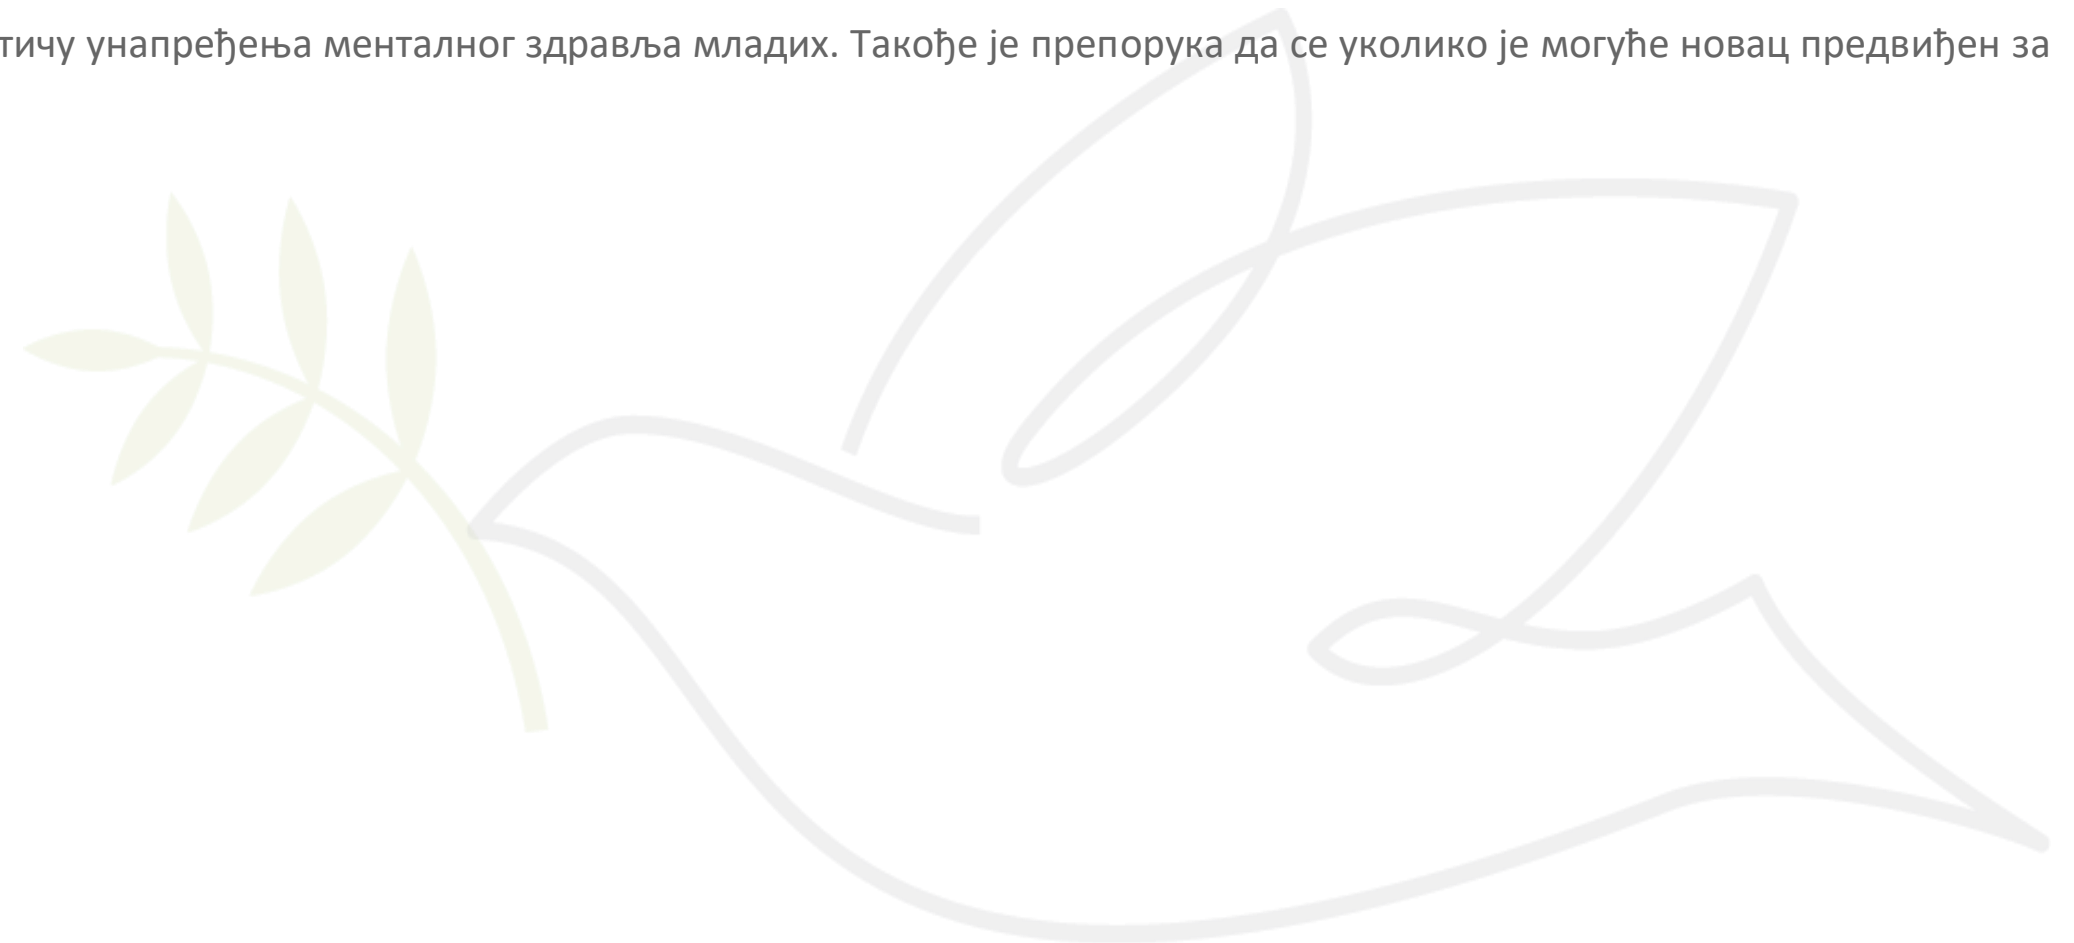 тичу унапређења менталног здравља младих. Такође је препорука да се уколико је могуће новац предвиђен за